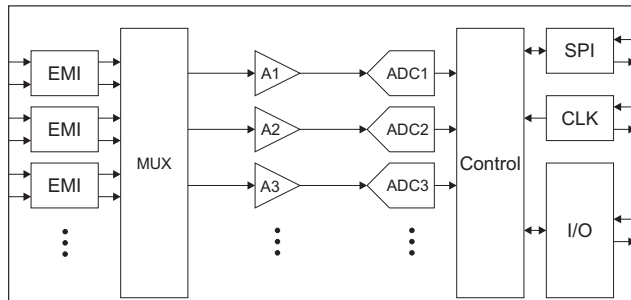 EMI
EMI
EMI
MUX
A1
A2
A3
ADC1
ADC2
ADC3
Control
SPI
CLK
I/O